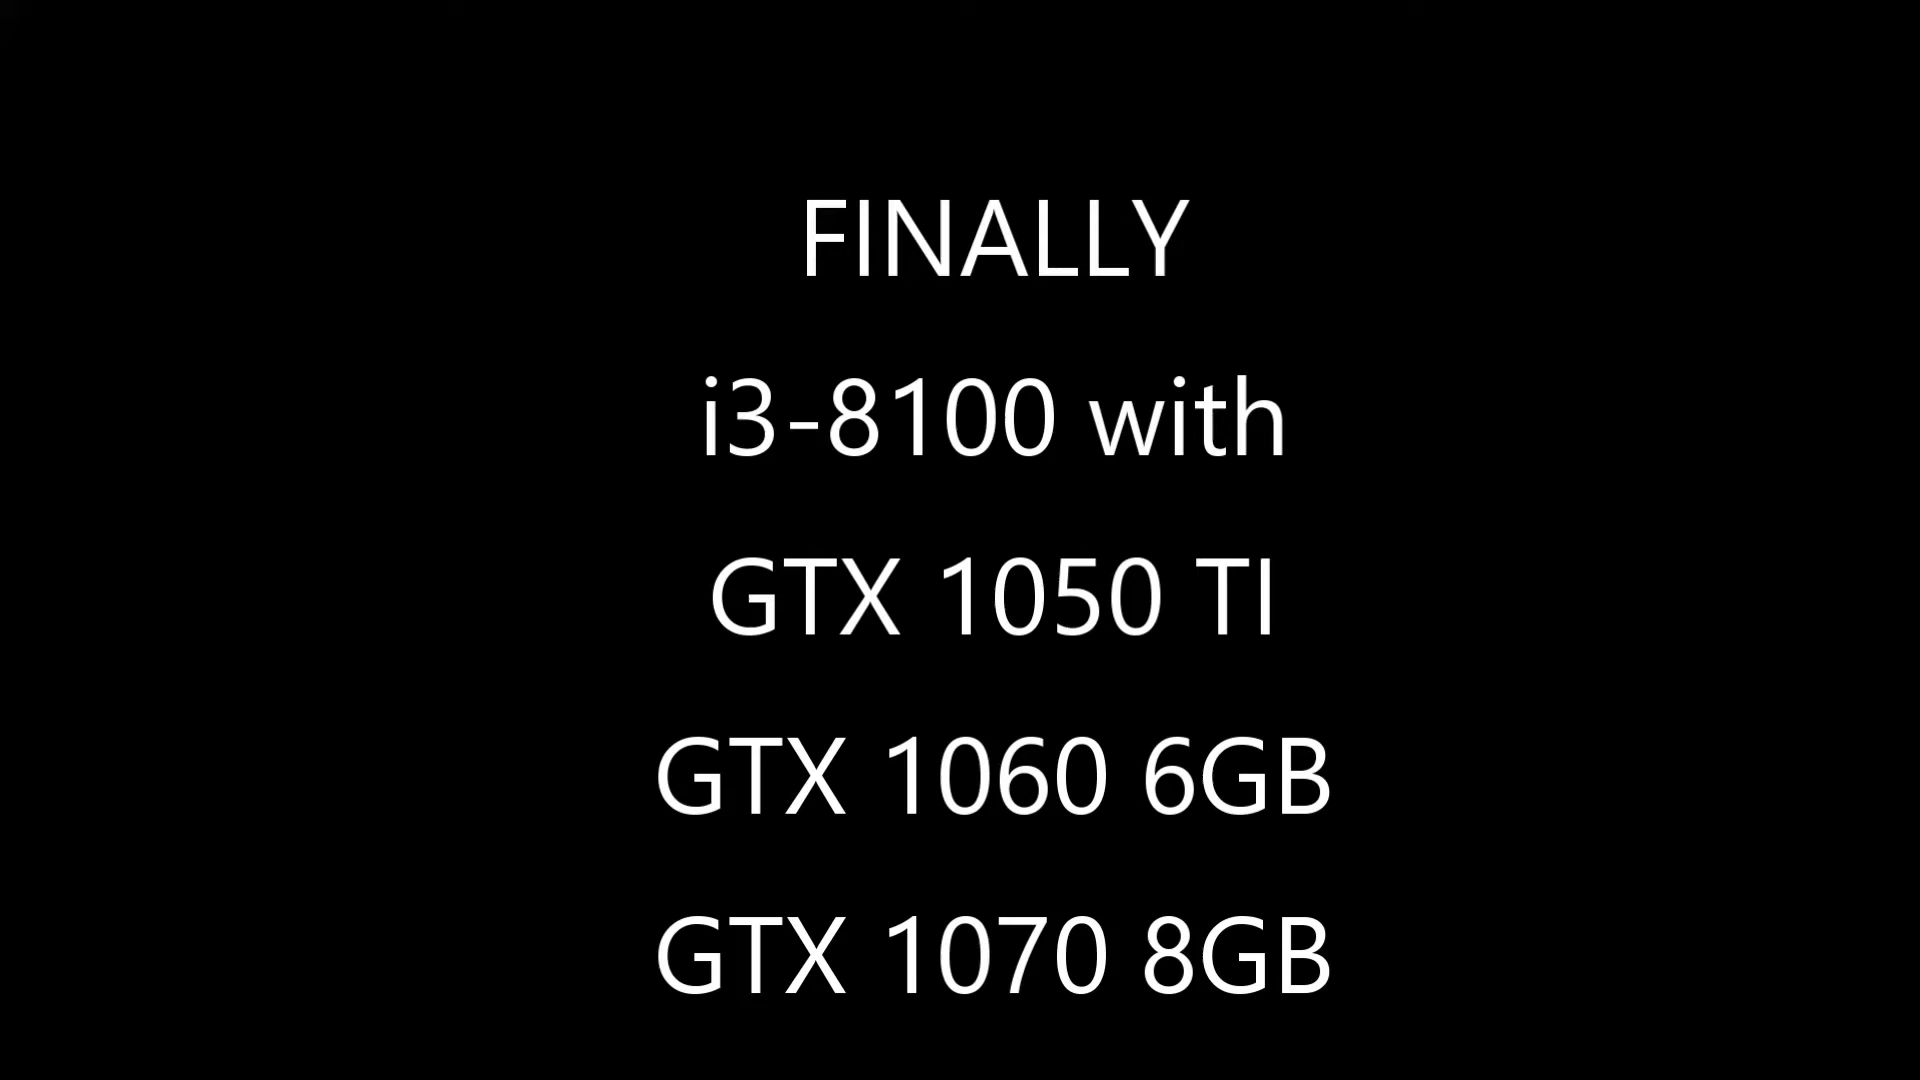 FINALLY
i3-8100 with
GTX 1050 TI
GTX 1060 6GB
GTX 1070 8GB